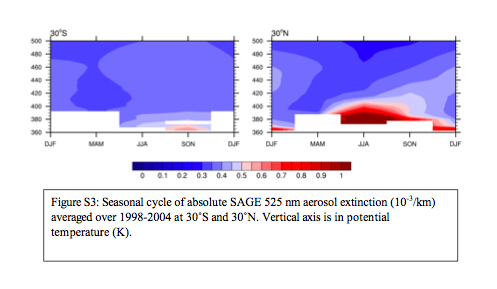 30°S 30°N
500 500
480 480
460 460
440 440
420 420
400 400
380 380
360 360
DJF MAM JJA SON DJF DJF MAM JJA SON DJF
0 0.1 0.2 0.3 0.4 0.5 0.6 0.7 0.8 0.9 1
Figure S3: Seasonal cycle of absolute SAGE 525 nm aerosol extinction (10⁻³/km)
averaged over 1998-2004 at 30˚S and 30˚N. Vertical axis is in potential
temperature (K).